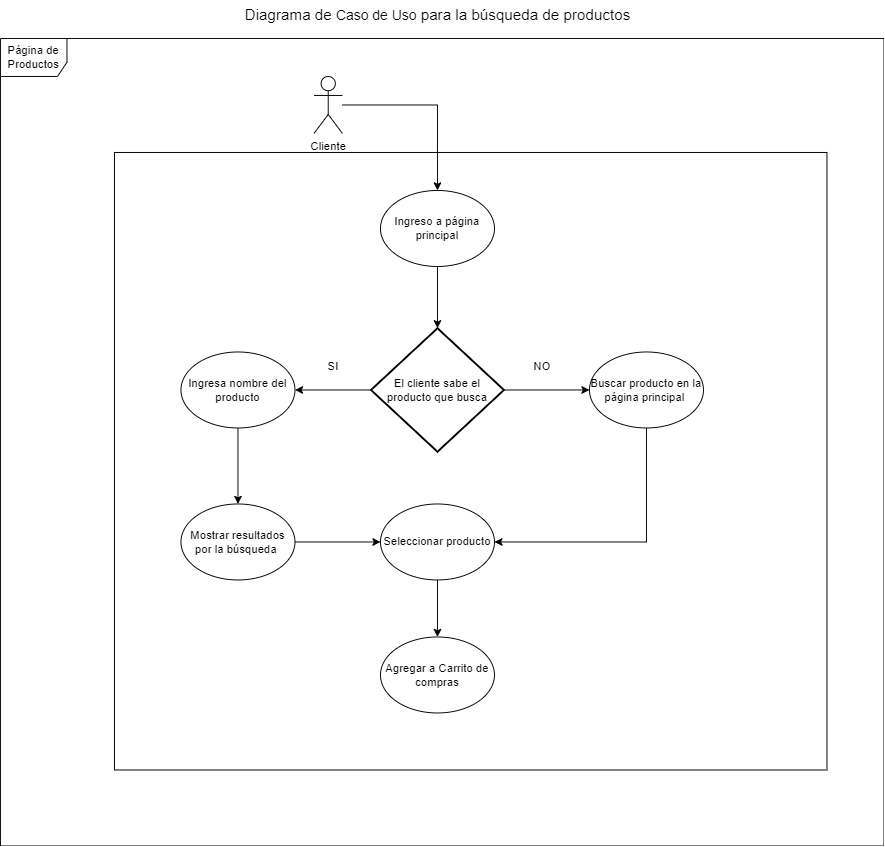 Diagrama de Caso de Uso para la búsqueda de productos
Página de
Productos
Cliente
Ingreso a página
principal
SI
NO
Ingresa nombre del
producto
El cliente sabe el
producto que busca
Buscar producto en la
página principal
Mostrar resultados
por la búsqueda
Seleccionar producto
Agregar a Carrito de
compras